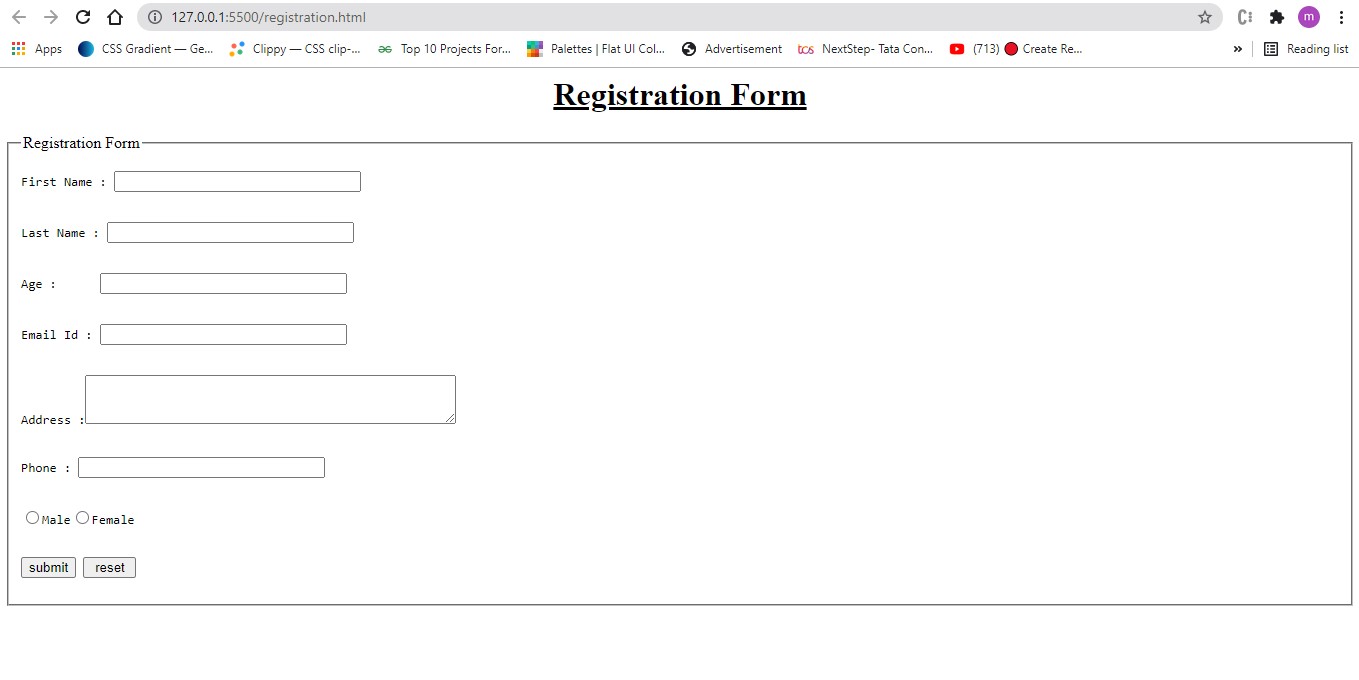 127.0.0.1:5500/registration.html
m
Apps CSS Gradient — Ge... Clippy — CSS clip-... Top 10 Projects For... Palettes | Flat UI Col... Advertisement tcs NextStep- Tata Con... (713) Create Re... » Reading list
Registration Form
Registration Form
First Name :
Last Name :
Age :
Email Id :
Address :
Phone :
Male Female
submit reset